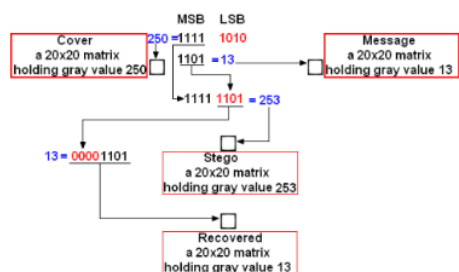 MSB LSB
Cover
a 20x20 matrix
holding gray value 250
250 = 1111 1010
1101 = 13
Message
a 20x20 matrix
holding gray value 13
1111 1101 = 253
13 = 0000 1101
Stego
a 20x20 matrix
holding gray value 253
Recovered
a 20x20 matrix
holding gray value 13